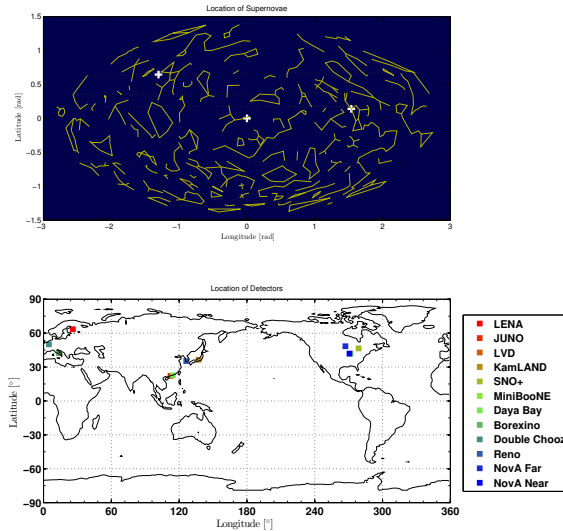 Location of Supernovae
1.5
1
0.5
0
−0.5
−1
−1.5
Latitude [rad]
−3
−2
−1
0
1
2
3
Longitude [rad]
Location of Detectors
90
60
30
0
−30
−60
−90
Latitude [°]
0
60
120
180
240
300
360
Longitude [°]
LENA
JUNO
LVD
KamLAND
SNO+
MiniBooNE
Daya Bay
Borexino
Double Chooz
Reno
NovA Far
NovA Near